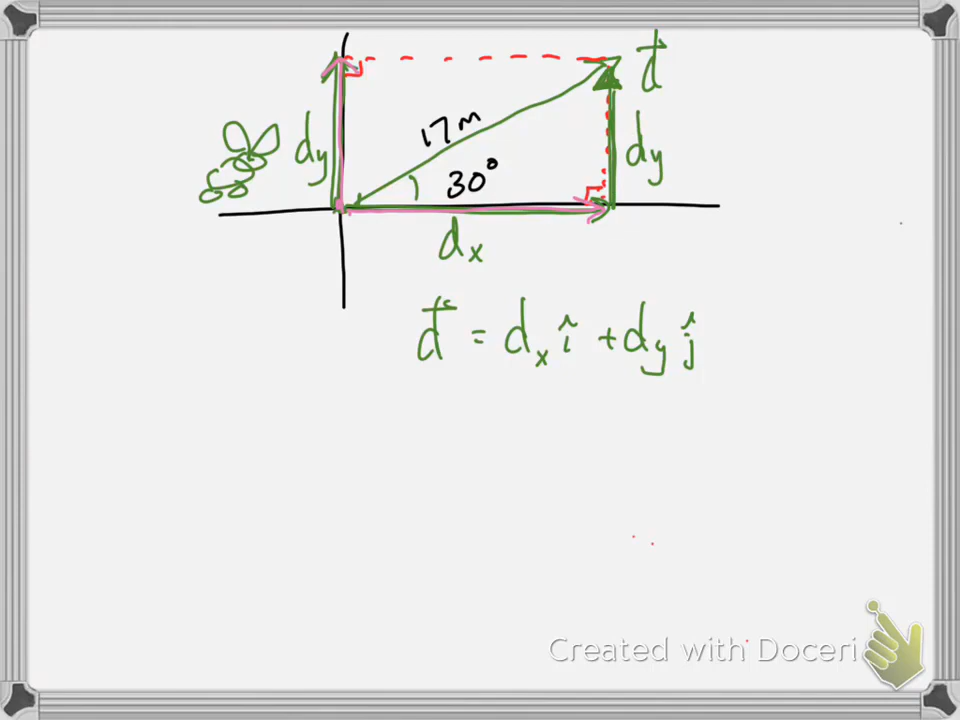 d⃗
17m
dy
dy
30°
dx
d⃗ = dx î + dy ĵ
Created with Doceri